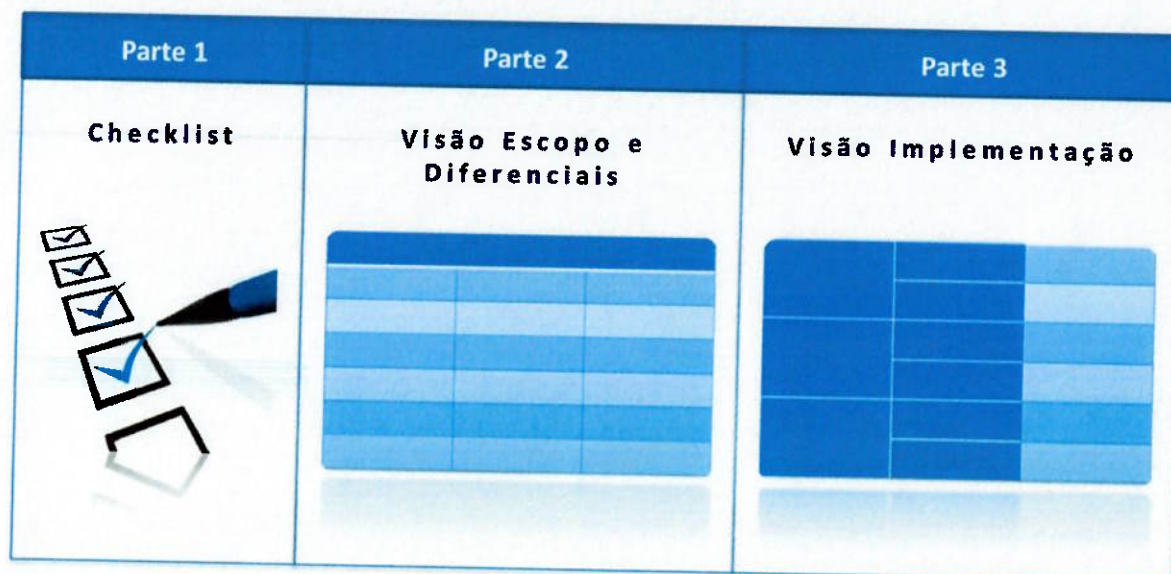 Parte 1
Parte 2
Parte 3
Checklist
Visão Escopo e
Diferenciais
Visão Implementação